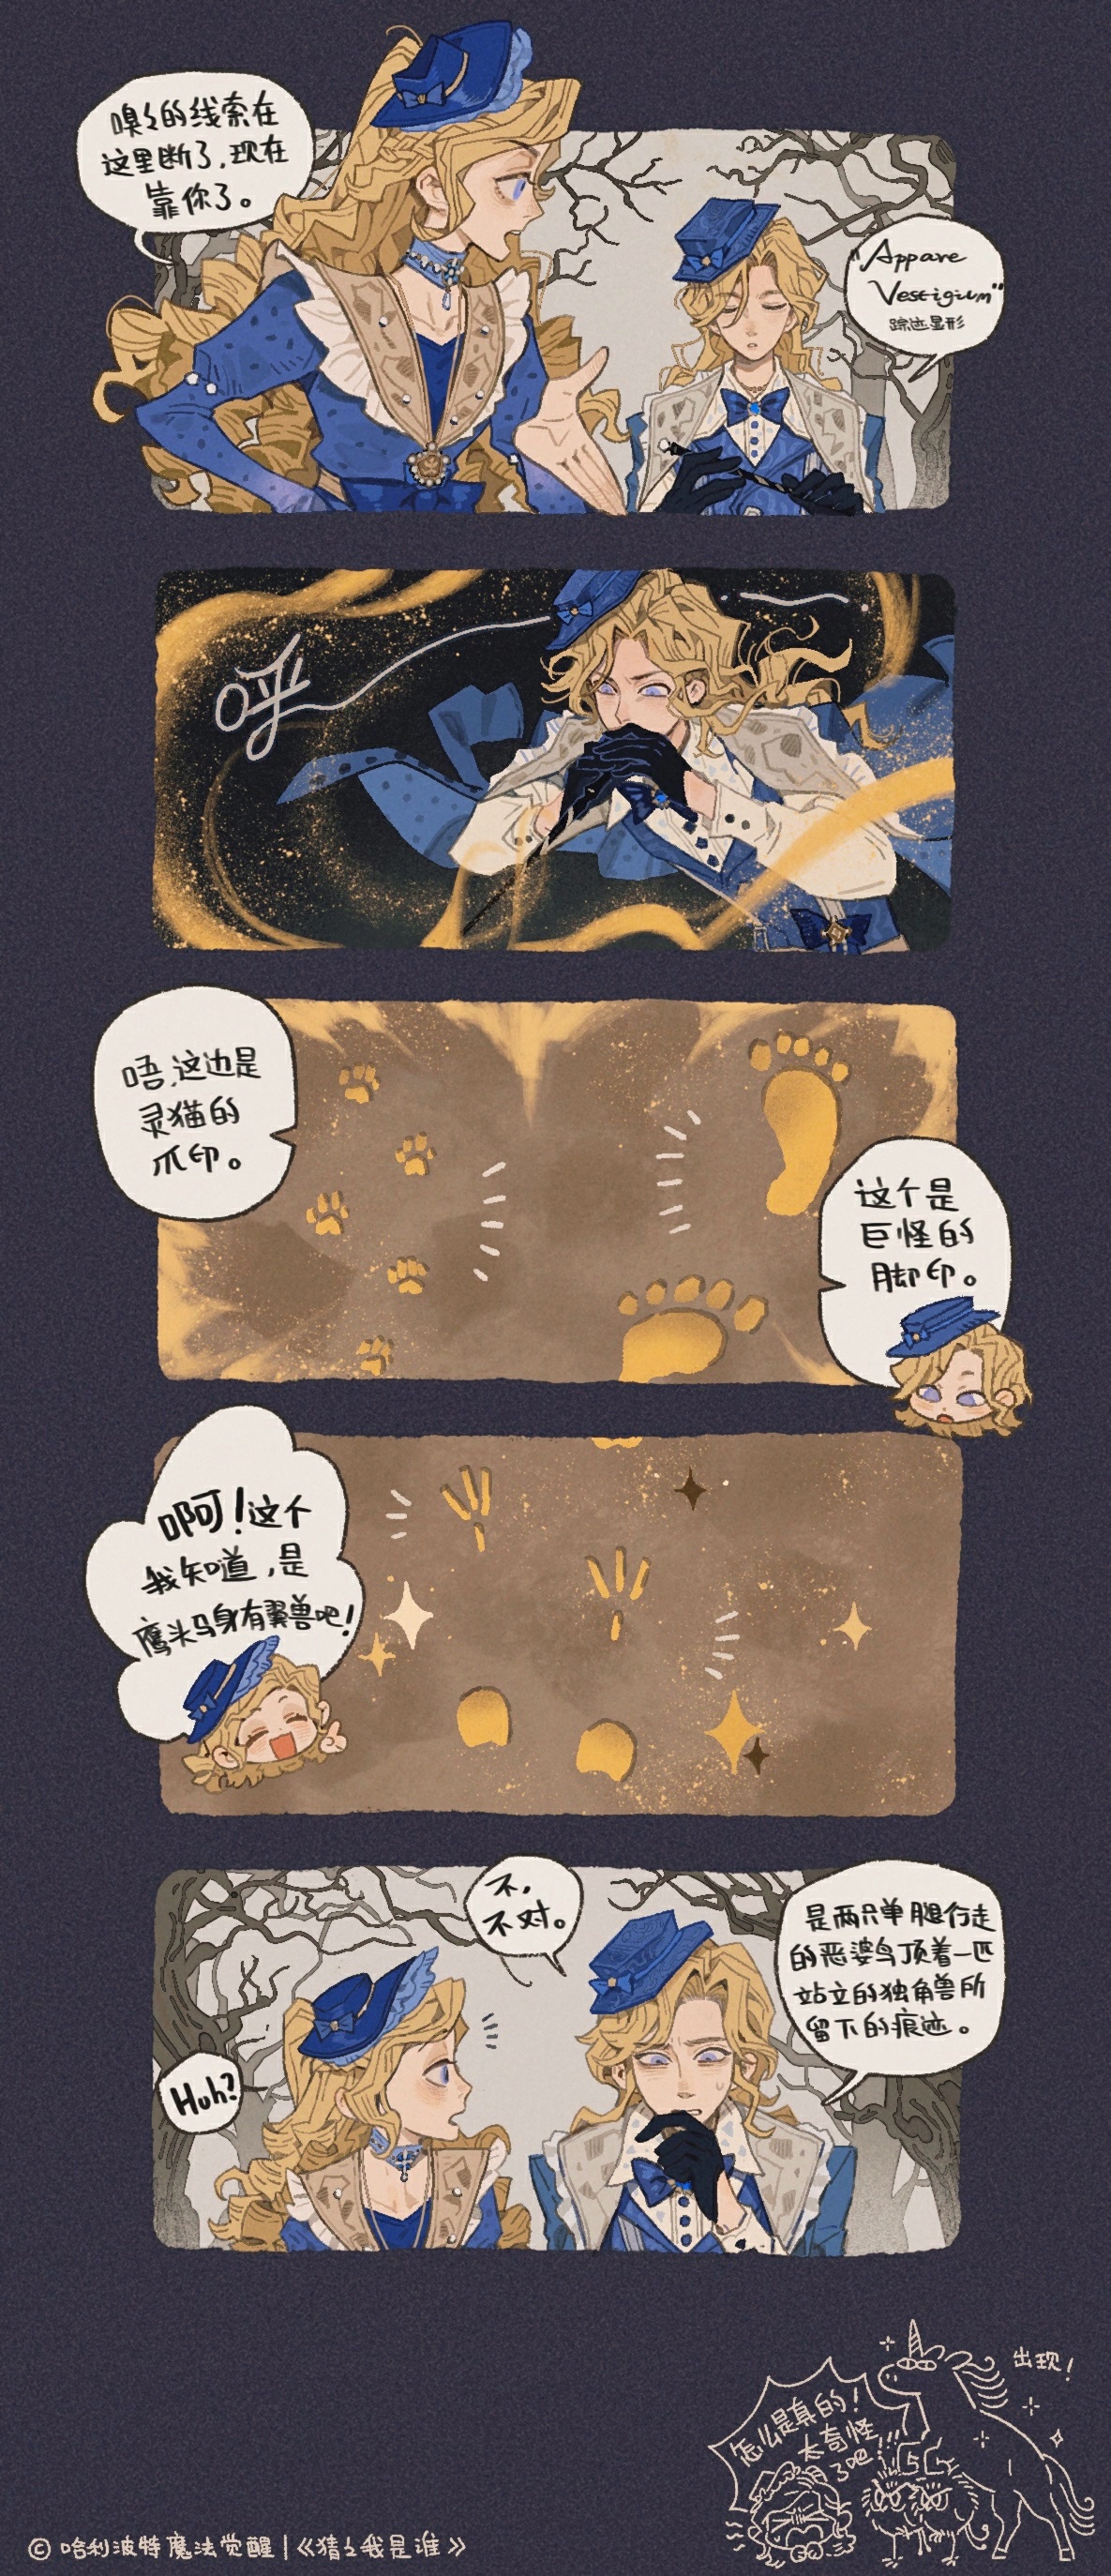 嗅々的线索在
这里断了,现在
靠你了。
"Appare
Vestigium"
踪迹显形
呼
唔,这边是
灵猫的
爪印。
这个是
巨怪的
脚印。
啊!这个
我知道,是
鹰头马身有翼兽吧!
不,
不对。
是两只单腿行走
的恶婆鸟顶着一匹
站立的独角兽所
留下的痕迹。
Huh?
出现!
怎么是真的!
太奇怪
了吧!!!
© 哈利波特魔法觉醒 | 《猜々我是谁》